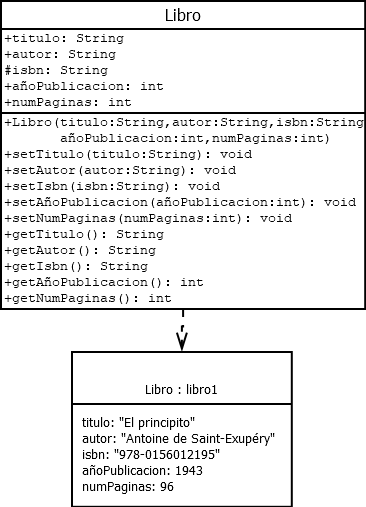 Libro
+titulo: String
+autor: String
#isbn: String
+añoPublicacion: int
+numPaginas: int
+Libro(titulo:String,autor:String,isbn:String
añoPublicacion:int,numPaginas:int)
+setTitulo(titulo:String): void
+setAutor(autor:String): void
+setIsbn(isbn:String): void
+setAñoPublicacion(añoPublicacion:int): void
+setNumPaginas(numPaginas:int): void
+getTitulo(): String
+getAutor(): String
+getIsbn(): String
+getAñoPublicacion(): int
+getNumPaginas(): int
Libro : libro1
titulo: "El principito"
autor: "Antoine de Saint-Exupéry"
isbn: "978-0156012195"
añoPublicacion: 1943
numPaginas: 96